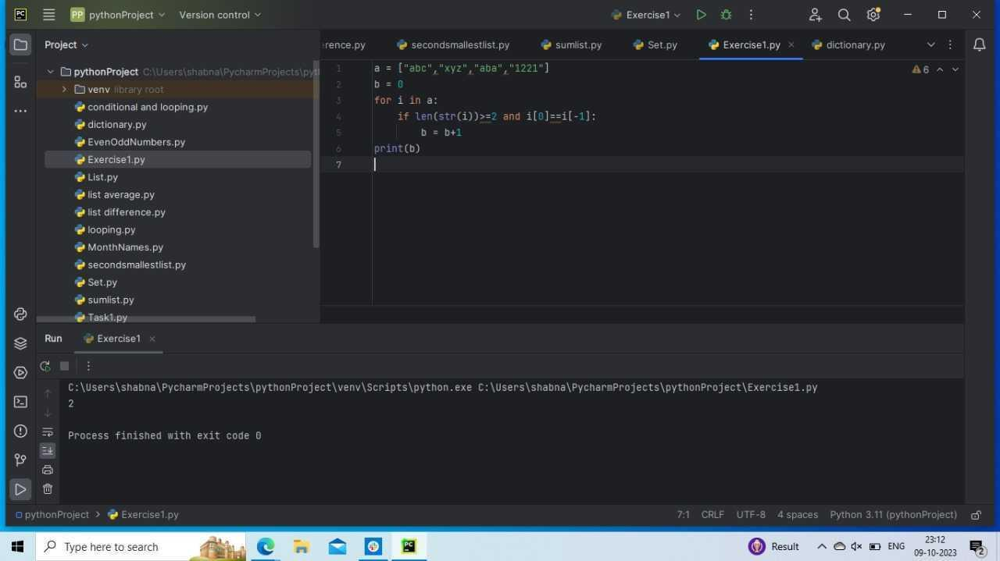 PC PP pythonProject Version control Exercise1
Project
erence.py secondsmallestlist.py sumlist.py Set.py Exercise1.py dictionary.py
pythonProject C:\Users\shabna\PycharmProjects\pyt
venv library root
conditional and looping.py
dictionary.py
EvenOddNumbers.py
Exercise1.py
List.py
list average.py
list difference.py
looping.py
MonthNames.py
secondsmallestlist.py
Set.py
sumlist.py
Task1.py
1 a = ["abc","xyz","aba","1221"]
2 b = 0
3 for i in a:
4 if len(str(i))>=2 and i[0]==i[-1]:
5 b = b+1
6 print(b)
7
6
Run Exercise1
C:\Users\shabna\PycharmProjects\pythonProject\venv\Scripts\python.exe C:\Users\shabna\PycharmProjects\pythonProject\Exercise1.py
2
Process finished with exit code 0
pythonProject > Exercise1.py 7:1 CRLF UTF-8 4 spaces Python 3.11 (pythonProject)
Type here to search PC Result ENG 23:12
09-10-2023 2